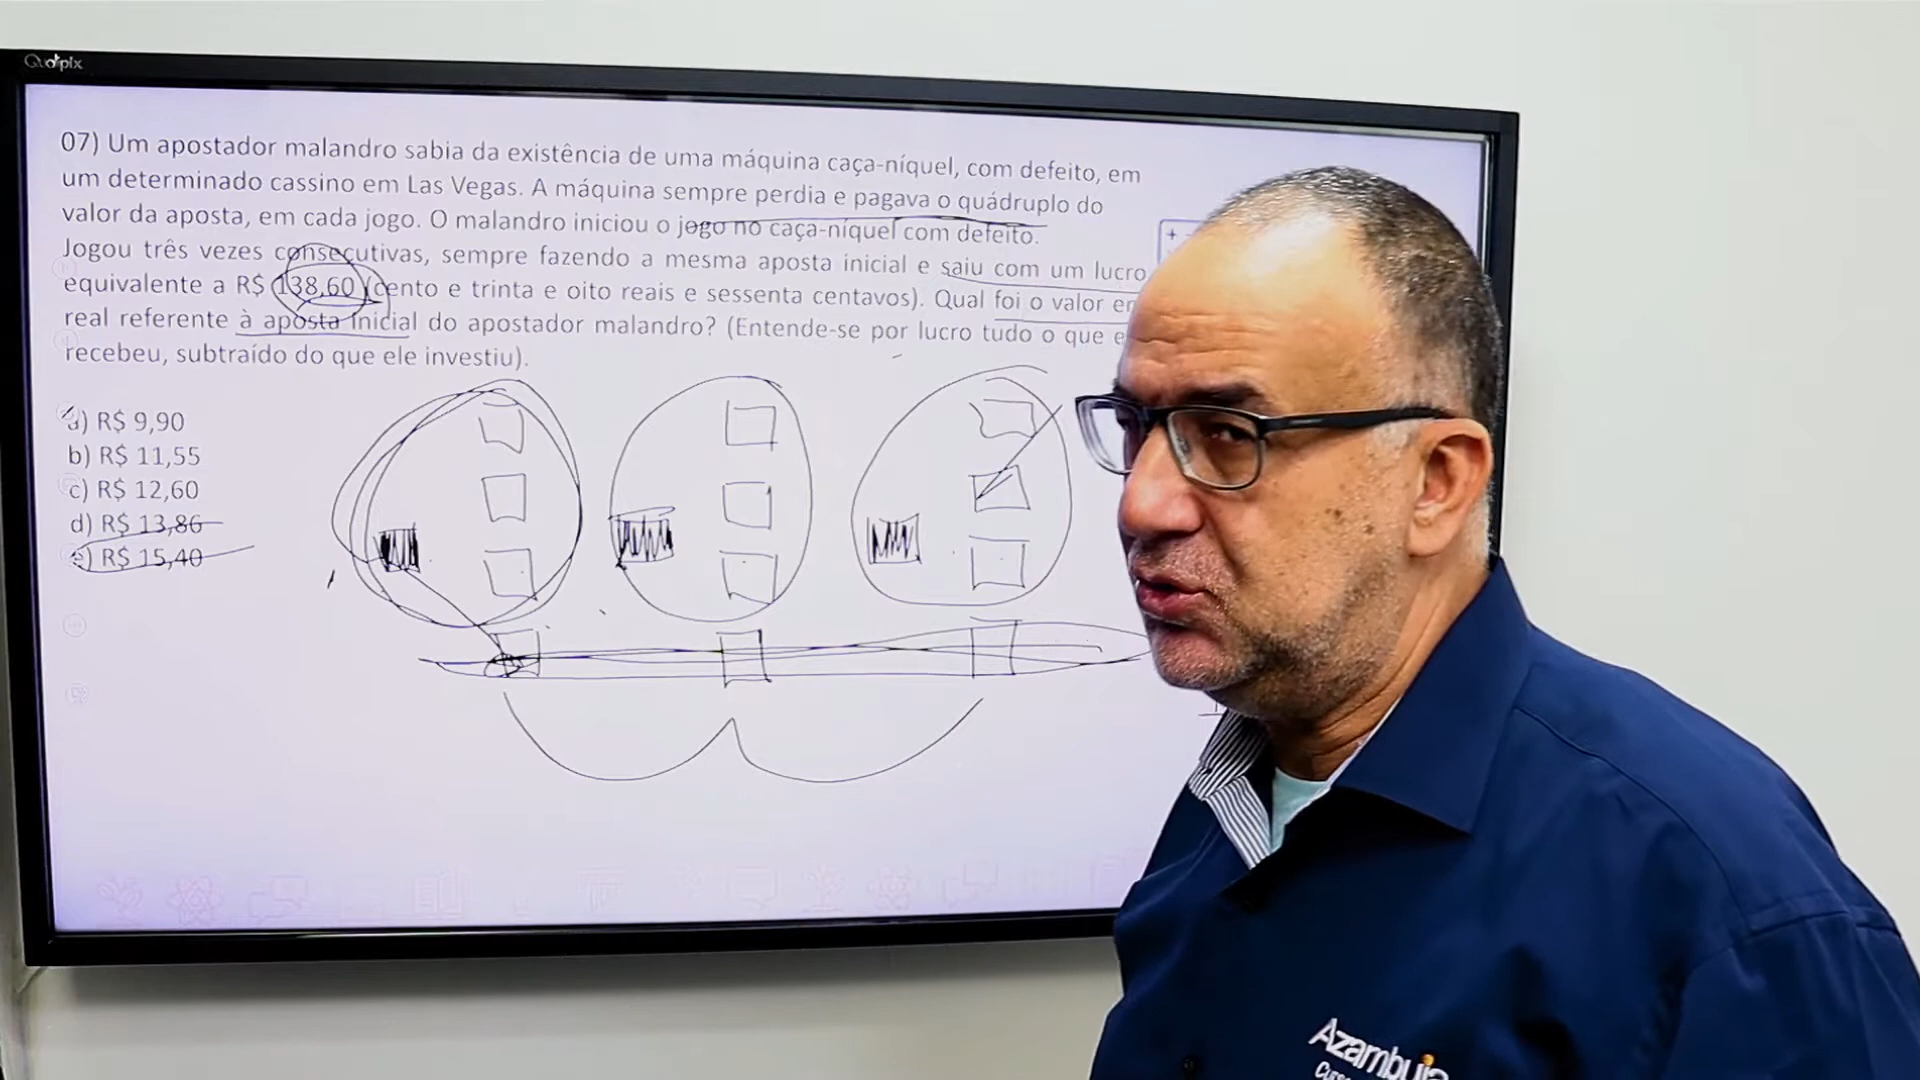 Quatpix
07) Um apostador malandro sabia da existência de uma máquina caça-níquel, com defeito, em
um determinado cassino em Las Vegas. A máquina sempre perdia e pagava o quádruplo do
valor da aposta, em cada jogo. O malandro iniciou o jogo no caça-níquel com defeito.
Jogou três vezes consecutivas, sempre fazendo a mesma aposta inicial e saiu com um lucro
equivalente a R$ 138,60 (cento e trinta e oito reais e sessenta centavos). Qual foi o valor
real referente à aposta inicial do apostador malandro? (Entende-se por lucro tudo o que
recebeu, subtraído do que ele investiu).
a) R$ 9,90
b) R$ 11,55
c) R$ 12,60
d) R$ 13,86
e) R$ 15,40
Azambuja